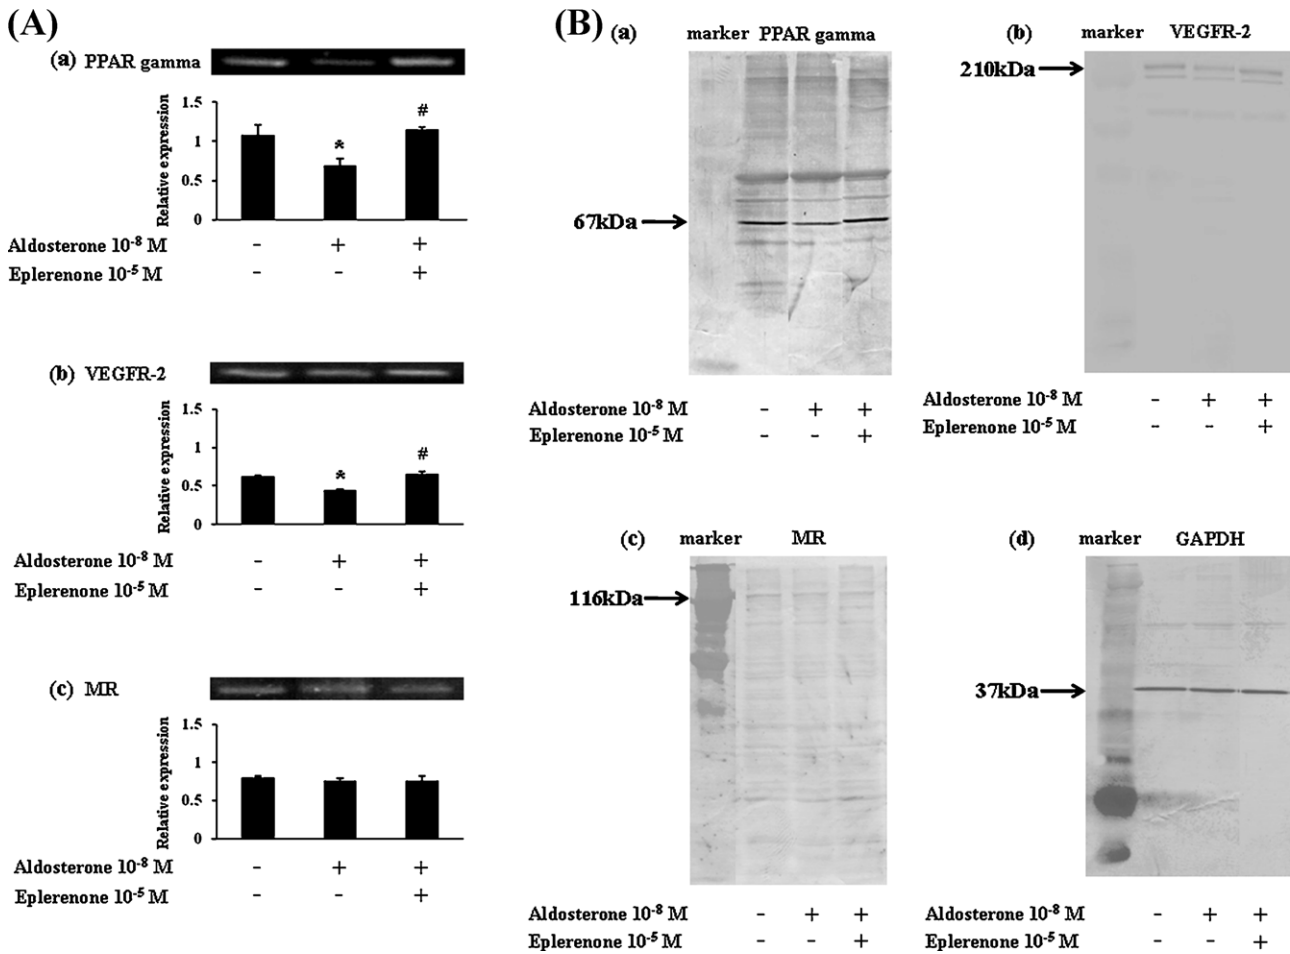 (A)
(a) PPAR gamma
Relative expression
1.5
1
0.5
0
*
#
Aldosterone 10⁻⁸ M - + +
Eplerenone 10⁻⁵ M - - +
(b) VEGFR-2
Relative expression
1.5
1
0.5
0
*
#
Aldosterone 10⁻⁸ M - + +
Eplerenone 10⁻⁵ M - - +
(c) MR
Relative expression
1.5
1
0.5
0
Aldosterone 10⁻⁸ M - + +
Eplerenone 10⁻⁵ M - - +
(B)
(a) marker PPAR gamma
67kDa
Aldosterone 10⁻⁸ M - + +
Eplerenone 10⁻⁵ M - - +
(b) marker VEGFR-2
210kDa
Aldosterone 10⁻⁸ M - + +
Eplerenone 10⁻⁵ M - - +
(c) marker MR
116kDa
Aldosterone 10⁻⁸ M - + +
Eplerenone 10⁻⁵ M - - +
(d) marker GAPDH
37kDa
Aldosterone 10⁻⁸ M - + +
Eplerenone 10⁻⁵ M - - +